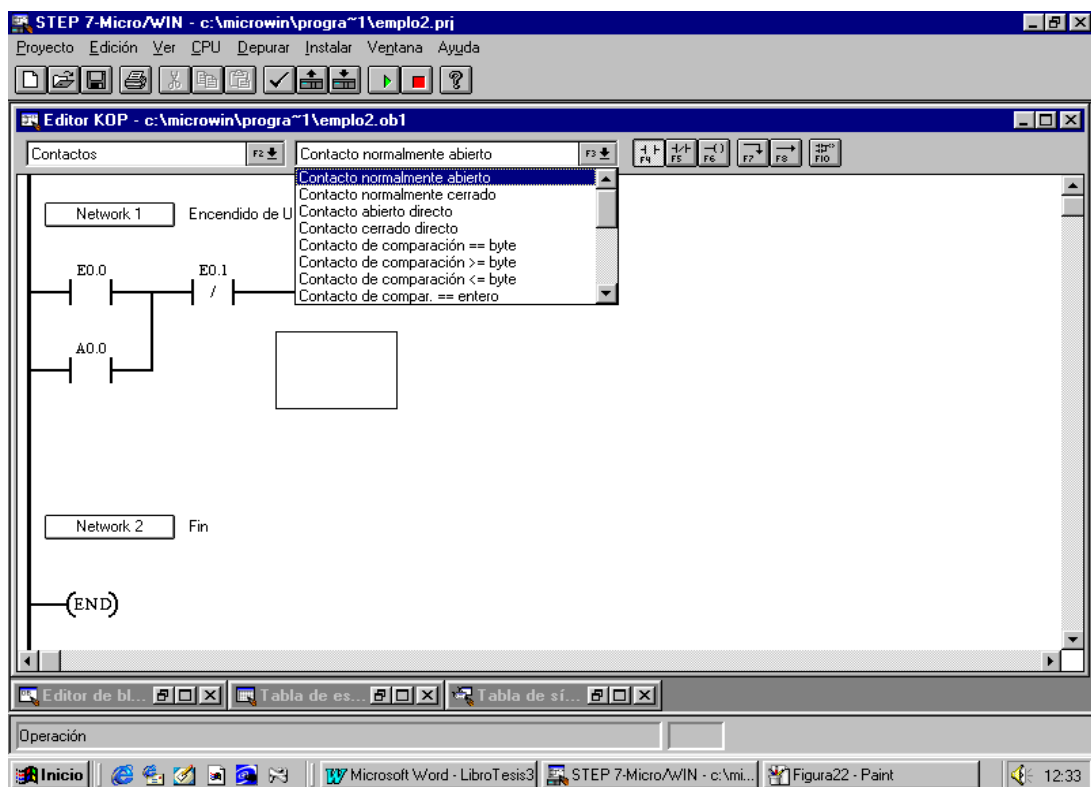 STEP 7-Micro/WIN - c:\microwin\progra~1\emplo2.prj
Proyecto Edición Ver CPU Depurar Instalar Ventana Ayuda
Editor KOP - c:\microwin\progra~1\emplo2.ob1
Contactos F2 Contacto normalmente abierto F3 F4 F5 F6 F7 F8 F10
Contacto normalmente abierto
Contacto normalmente cerrado
Network 1 Encendido de U
Contacto abierto directo
Contacto cerrado directo
Contacto de comparación == byte
Contacto de comparación >= byte
Contacto de comparación <= byte
Contacto de compar. == entero
E0.0 E0.1
/
A0.0
Network 2 Fin
(END)
Editor de bl... Tabla de es... Tabla de sí...
Operación
Inicio Microsoft Word - LibroTesis3 STEP 7-Micro/WIN - c:\mi... Figura22 - Paint 12:33